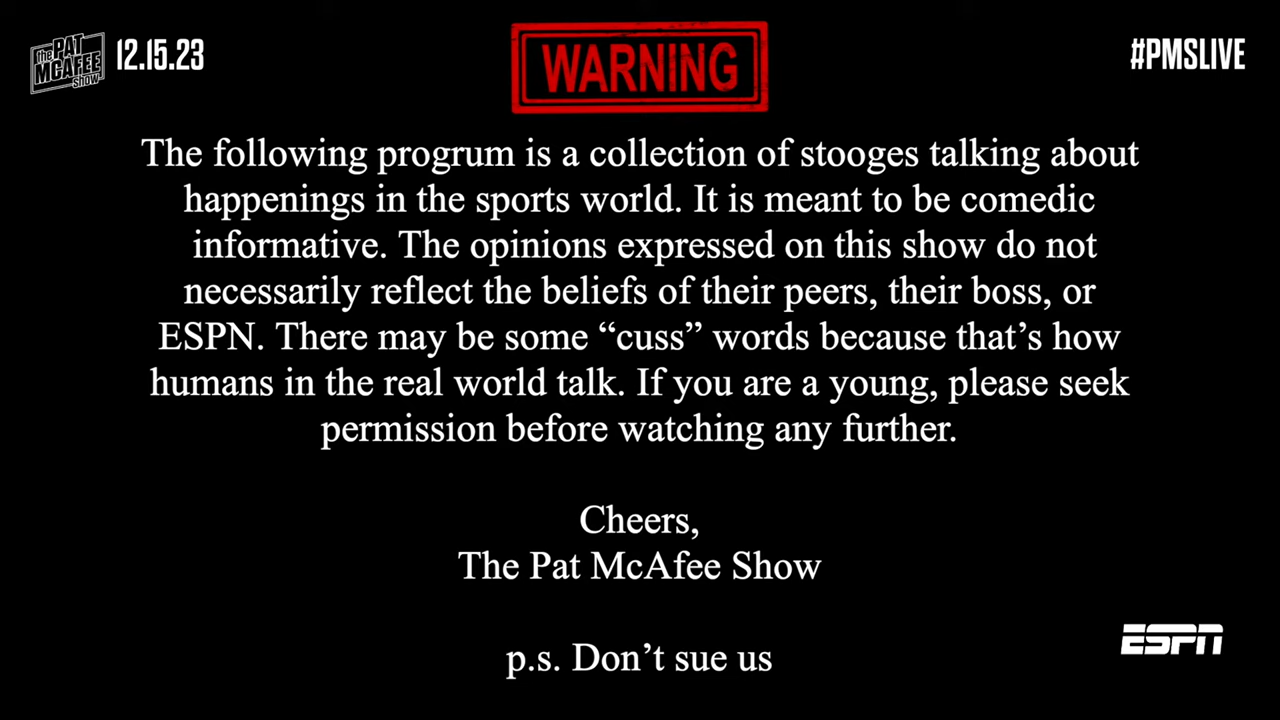 The PAT MCAFEE Show
12.15.23
WARNING
#PMSLIVE
The following progrum is a collection of stooges talking about
happenings in the sports world. It is meant to be comedic
informative. The opinions expressed on this show do not
necessarily reflect the beliefs of their peers, their boss, or
ESPN. There may be some “cuss” words because that’s how
humans in the real world talk. If you are a young, please seek
permission before watching any further.
Cheers,
The Pat McAfee Show
ESPN
p.s. Don’t sue us